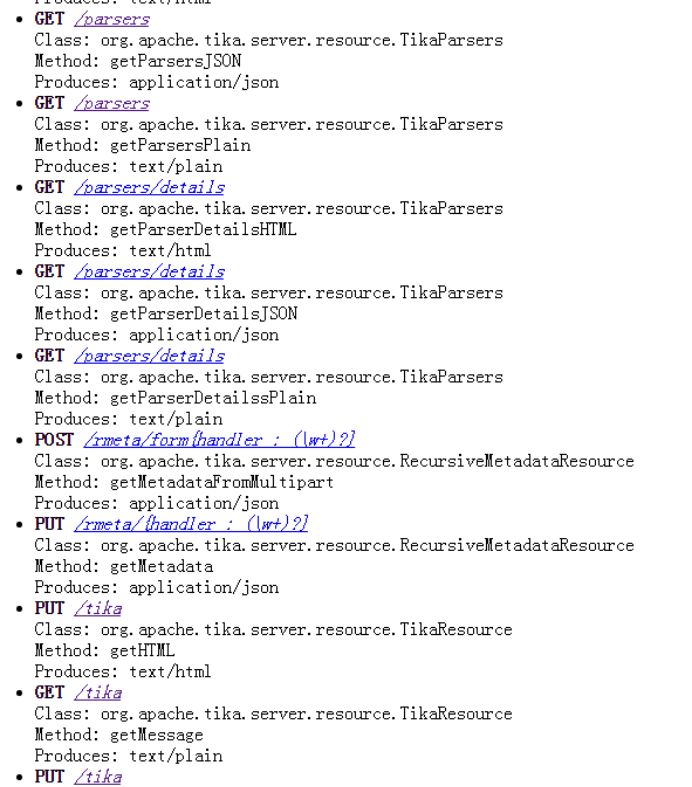 Produces: text/html
GET /parsers
Class: org.apache.tika.server.resource.TikaParsers
Method: getParsersJSON
Produces: application/json
GET /parsers
Class: org.apache.tika.server.resource.TikaParsers
Method: getParsersPlain
Produces: text/plain
GET /parsers/details
Class: org.apache.tika.server.resource.TikaParsers
Method: getParserDetailsHTML
Produces: text/html
GET /parsers/details
Class: org.apache.tika.server.resource.TikaParsers
Method: getParserDetailsJSON
Produces: application/json
GET /parsers/details
Class: org.apache.tika.server.resource.TikaParsers
Method: getParserDetailssPlain
Produces: text/plain
POST /rmeta/form{handler : (\w+)?}
Class: org.apache.tika.server.resource.RecursiveMetadataResource
Method: getMetadataFromMultipart
Produces: application/json
PUT /rmeta/{handler : (\w+)?}
Class: org.apache.tika.server.resource.RecursiveMetadataResource
Method: getMetadata
Produces: application/json
PUT /tika
Class: org.apache.tika.server.resource.TikaResource
Method: getHTML
Produces: text/html
GET /tika
Class: org.apache.tika.server.resource.TikaResource
Method: getMessage
Produces: text/plain
PUT /tika